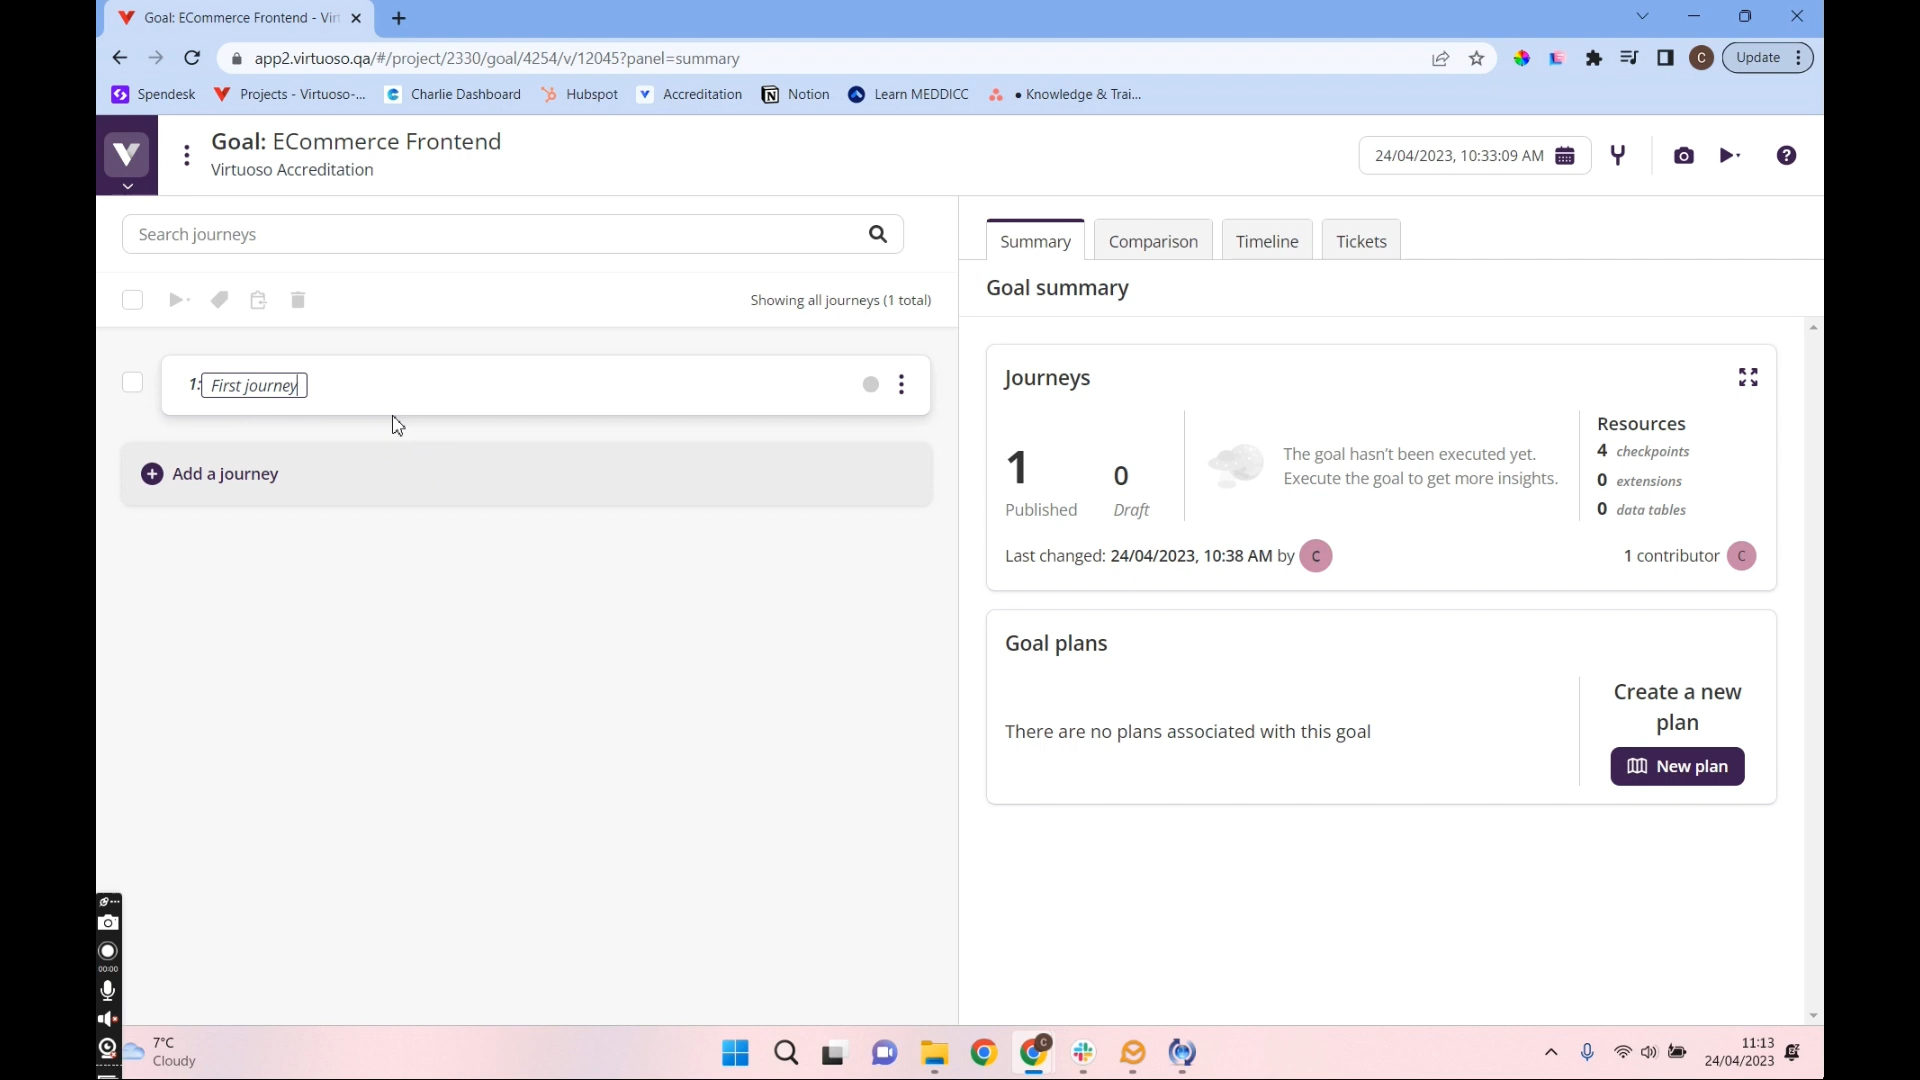 Goal: ECommerce Frontend - Vir
app2.virtuoso.qa/#/project/2330/goal/4254/v/12045?panel=summary
C
Update
Spendesk
Projects - Virtuoso-...
Charlie Dashboard
Hubspot
Accreditation
Notion
Learn MEDDICC
• Knowledge & Trai...
Goal: ECommerce Frontend
Virtuoso Accreditation
24/04/2023, 10:33:09 AM
Search journeys
Showing all journeys (1 total)
1: First journey
Add a journey
Summary
Comparison
Timeline
Tickets
Goal summary
Journeys
1
Published
0
Draft
The goal hasn't been executed yet.
Execute the goal to get more insights.
Resources
4 checkpoints
0 extensions
0 data tables
Last changed: 24/04/2023, 10:38 AM by C
1 contributor C
Goal plans
There are no plans associated with this goal
Create a new
plan
New plan
00:00
7°C
Cloudy
C
11:13
24/04/2023